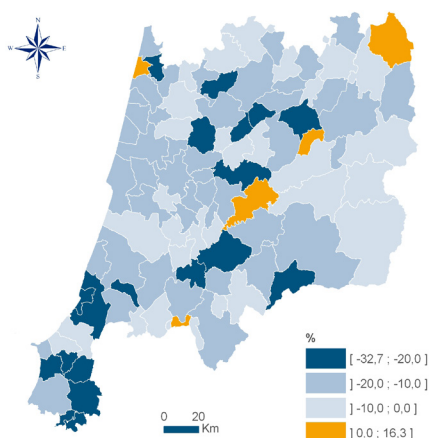 N
W E
S
%
[ -32,7 ; -20,0 ]
]-20,0 ; -10,0 ]
]-10,0 ; 0,0 ]
] 0,0 ; 16,3 ]
0 20
Km